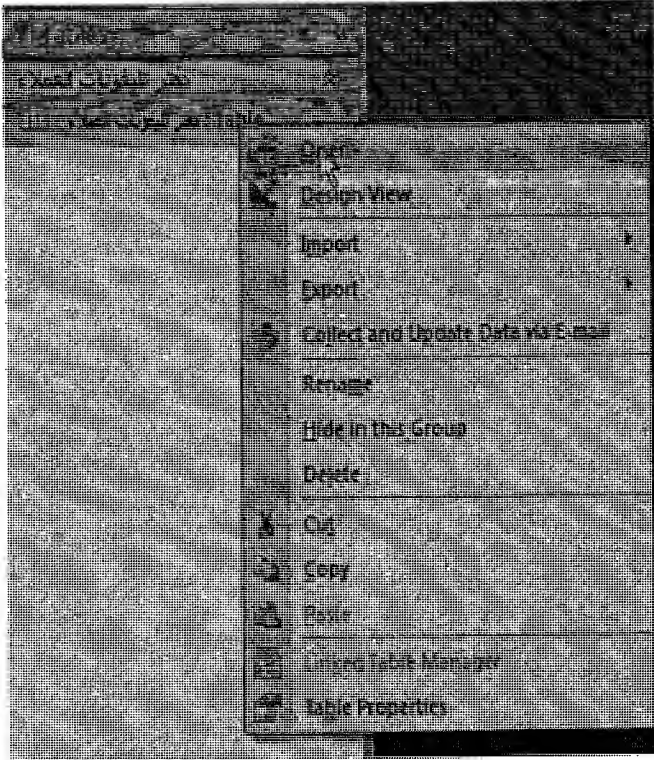 دفتر تليفونات العملاء
Open
Design View
Import
Export
Collect and Update Data via E-mail
Rename
Hide in this Group
Delete
Cut
Copy
Paste
Linked Table Manager
Table Properties